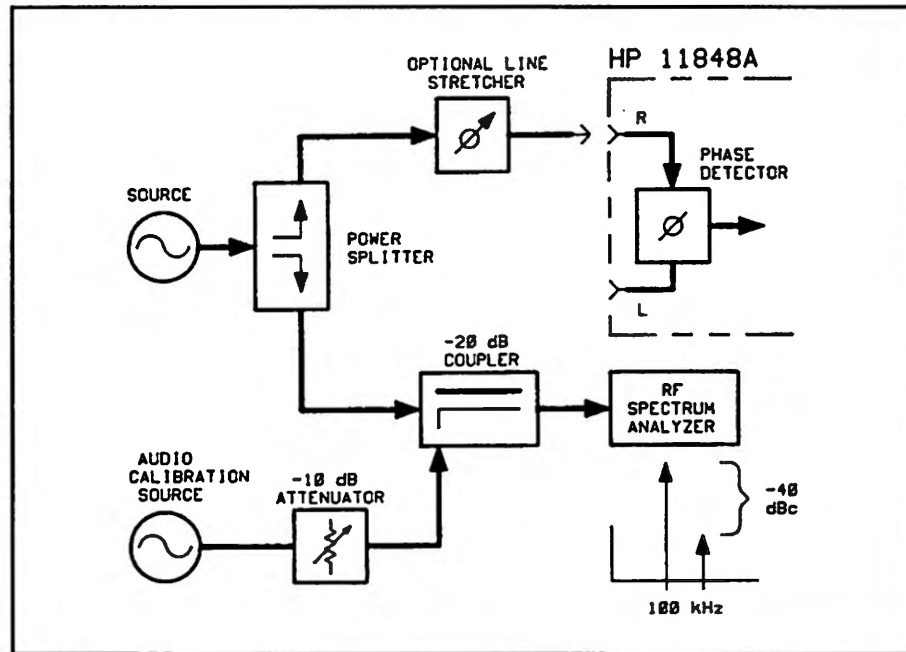 HP 11848A
OPTIONAL LINE
STRETCHER
R
PHASE
DETECTOR
SOURCE
POWER
SPLITTER
L
-20 dB
COUPLER
RF
SPECTRUM
ANALYZER
AUDIO
CALIBRATION
SOURCE
-10 dB
ATTENUATOR
-40
dBc
100 kHz